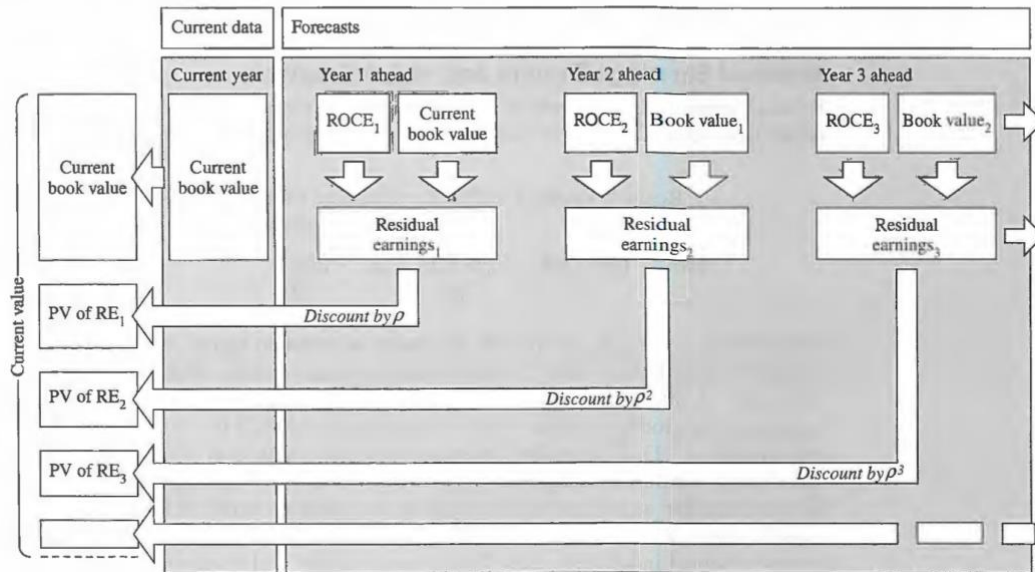 Current data
Forecasts
Current year
Year 1 ahead
Year 2 ahead
Year 3 ahead
Current value
Current
book value
Current
book value
ROCE₁
Current
book value
ROCE₂
Book value₁
ROCE₃
Book value₂
Residual
earnings₁
Residual
earnings₂
Residual
earnings₃
PV of RE₁
Discount by ρ
PV of RE₂
Discount by ρ²
PV of RE₃
Discount by ρ³